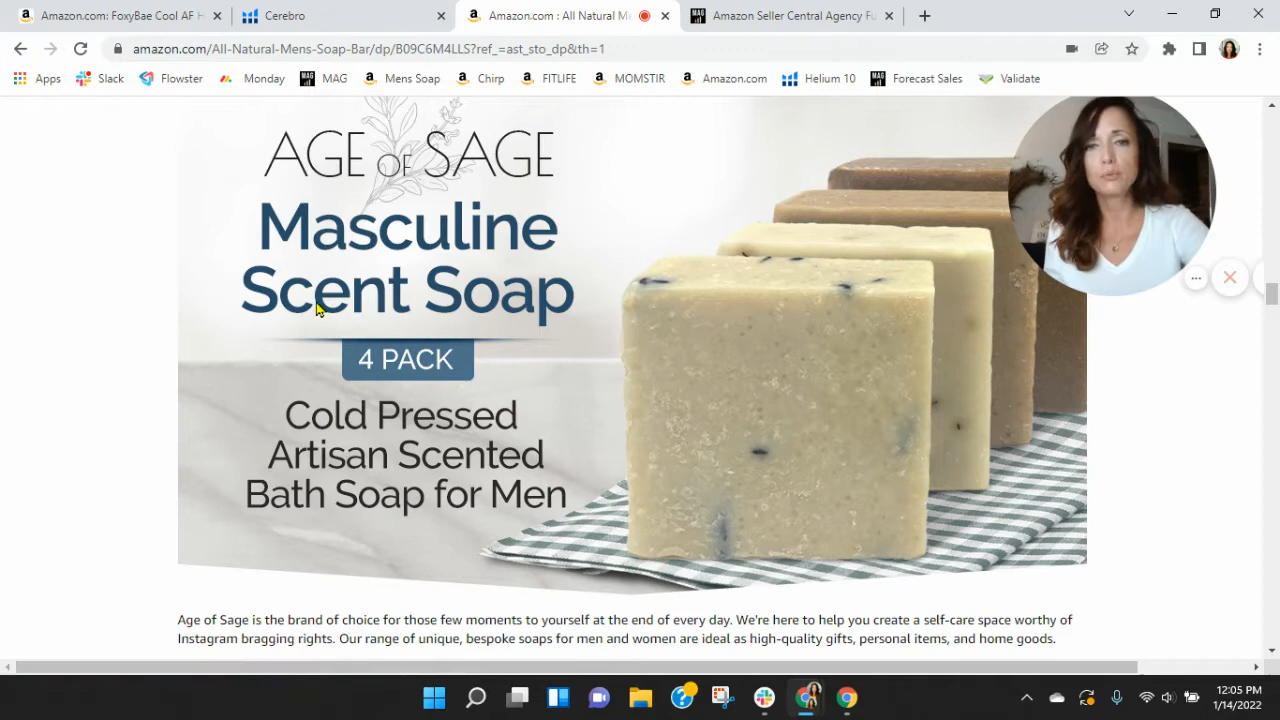 Amazon.com: FoxyBae Cool AF H
Cerebro
Amazon.com : All Natural Me
Amazon Seller Central Agency Fu
amazon.com/All-Natural-Mens-Soap-Bar/dp/B09C6M4LLS?ref_=ast_sto_dp&th=1
Apps
Slack
Flowster
Monday
MAG
Mens Soap
Chirp
FITLIFE
MOMSTIR
Amazon.com
Helium 10
Forecast Sales
Validate
AGE OF SAGE
Masculine
Scent Soap
4 PACK
Cold Pressed
Artisan Scented
Bath Soap for Men
Age of Sage is the brand of choice for those few moments to yourself at the end of every day. We're here to help you create a self-care space worthy of
Instagram bragging rights. Our range of unique, bespoke soaps for men and women are ideal as high-quality gifts, personal items, and home goods.
12:05 PM
1/14/2022